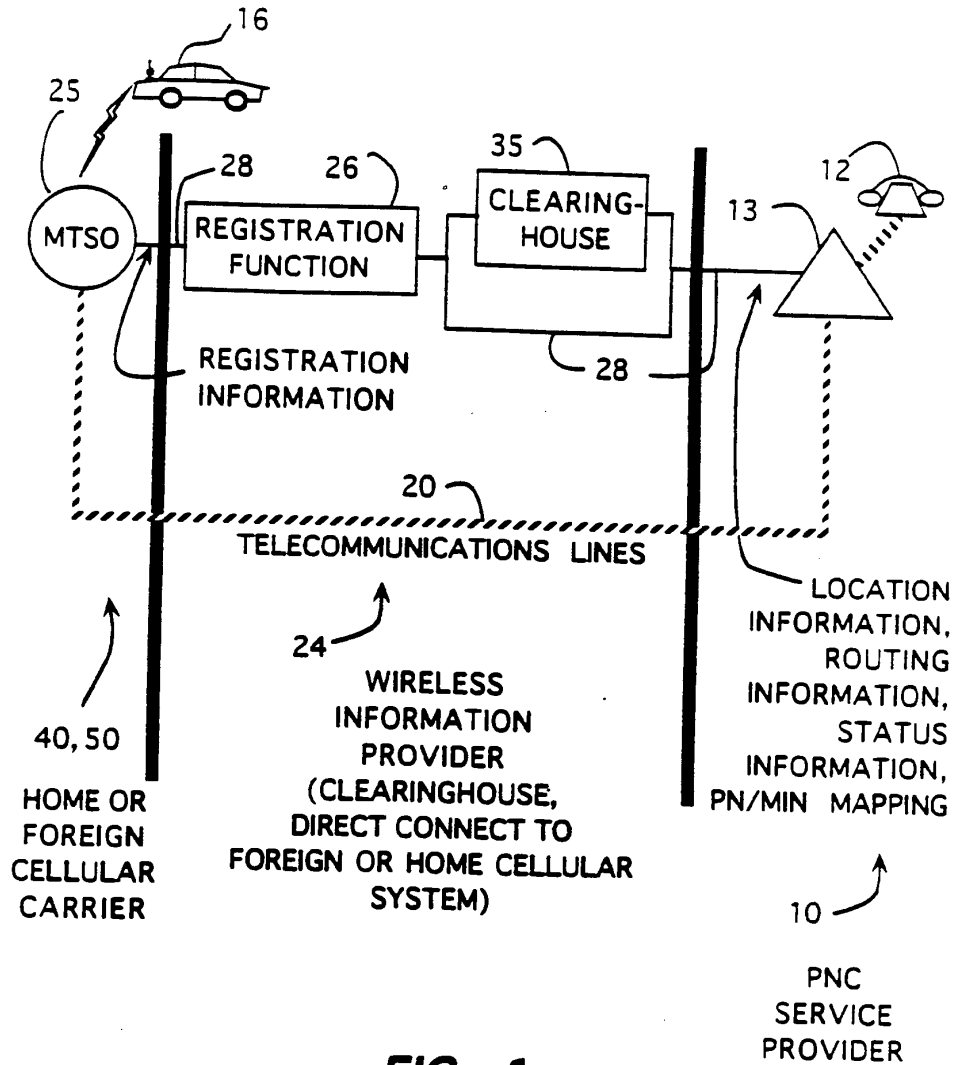 16
25
28
26
35
12
13
MTSO
REGISTRATION
FUNCTION
CLEARING-
HOUSE
28
REGISTRATION
INFORMATION
20
TELECOMMUNICATIONS LINES
24
WIRELESS
INFORMATION
PROVIDER
(CLEARINGHOUSE,
DIRECT CONNECT TO
FOREIGN OR HOME CELLULAR
SYSTEM)
40, 50
HOME OR
FOREIGN
CELLULAR
CARRIER
LOCATION
INFORMATION,
ROUTING
INFORMATION,
STATUS
INFORMATION,
PN/MIN MAPPING
10
PNC
SERVICE
PROVIDER